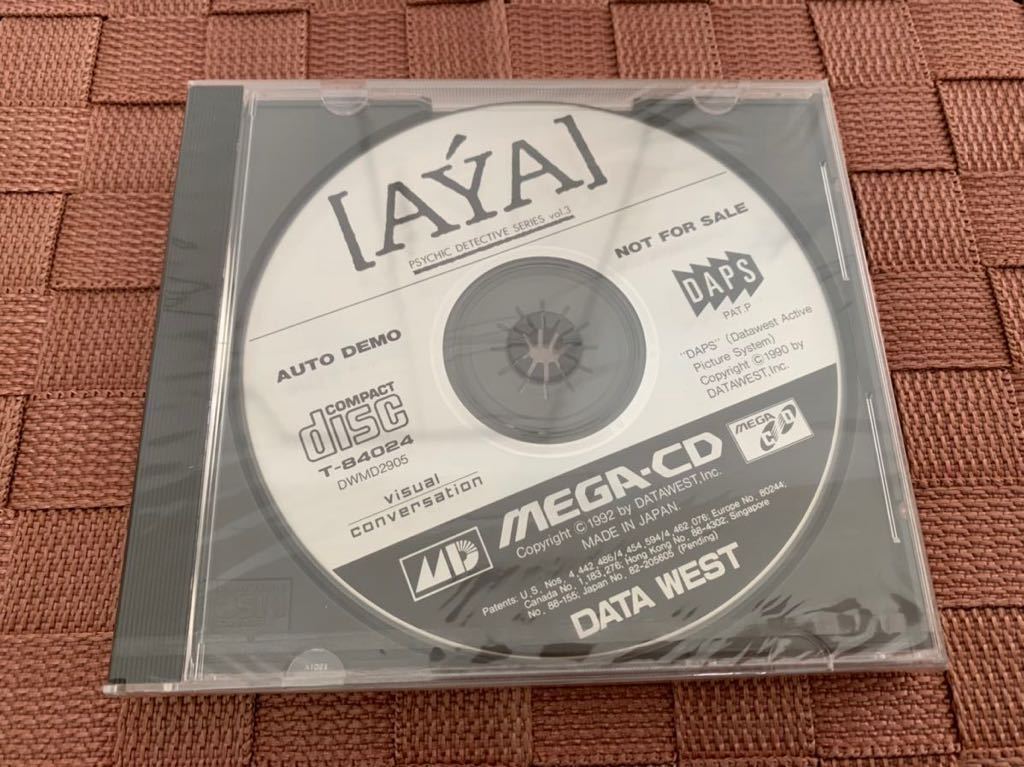 [AÝA]
PSYCHIC DETECTIVE SERIES vol.3
AUTO DEMO
NOT FOR SALE
DAPS
PAT.P
"DAPS" (Datawest Active
Picture System)
Copyright ©1990 by
DATAWEST,Inc.
COMPACT
disc
T-84024
DWMD2905
visual
conversation
MEGA-CD
MEGA
CD
MD
Copyright ©1992 by DATAWEST,Inc.
MADE IN JAPAN.
Patents: U.S. Nos. 4,442,486/4,454,594/4,462,076; Europe No. 80244;
Canada No. 1,183,276; Hong Kong No. 88-4302; Singapore
No. 88-155; Japan No. 82-205605 (Pending)
DATA WEST